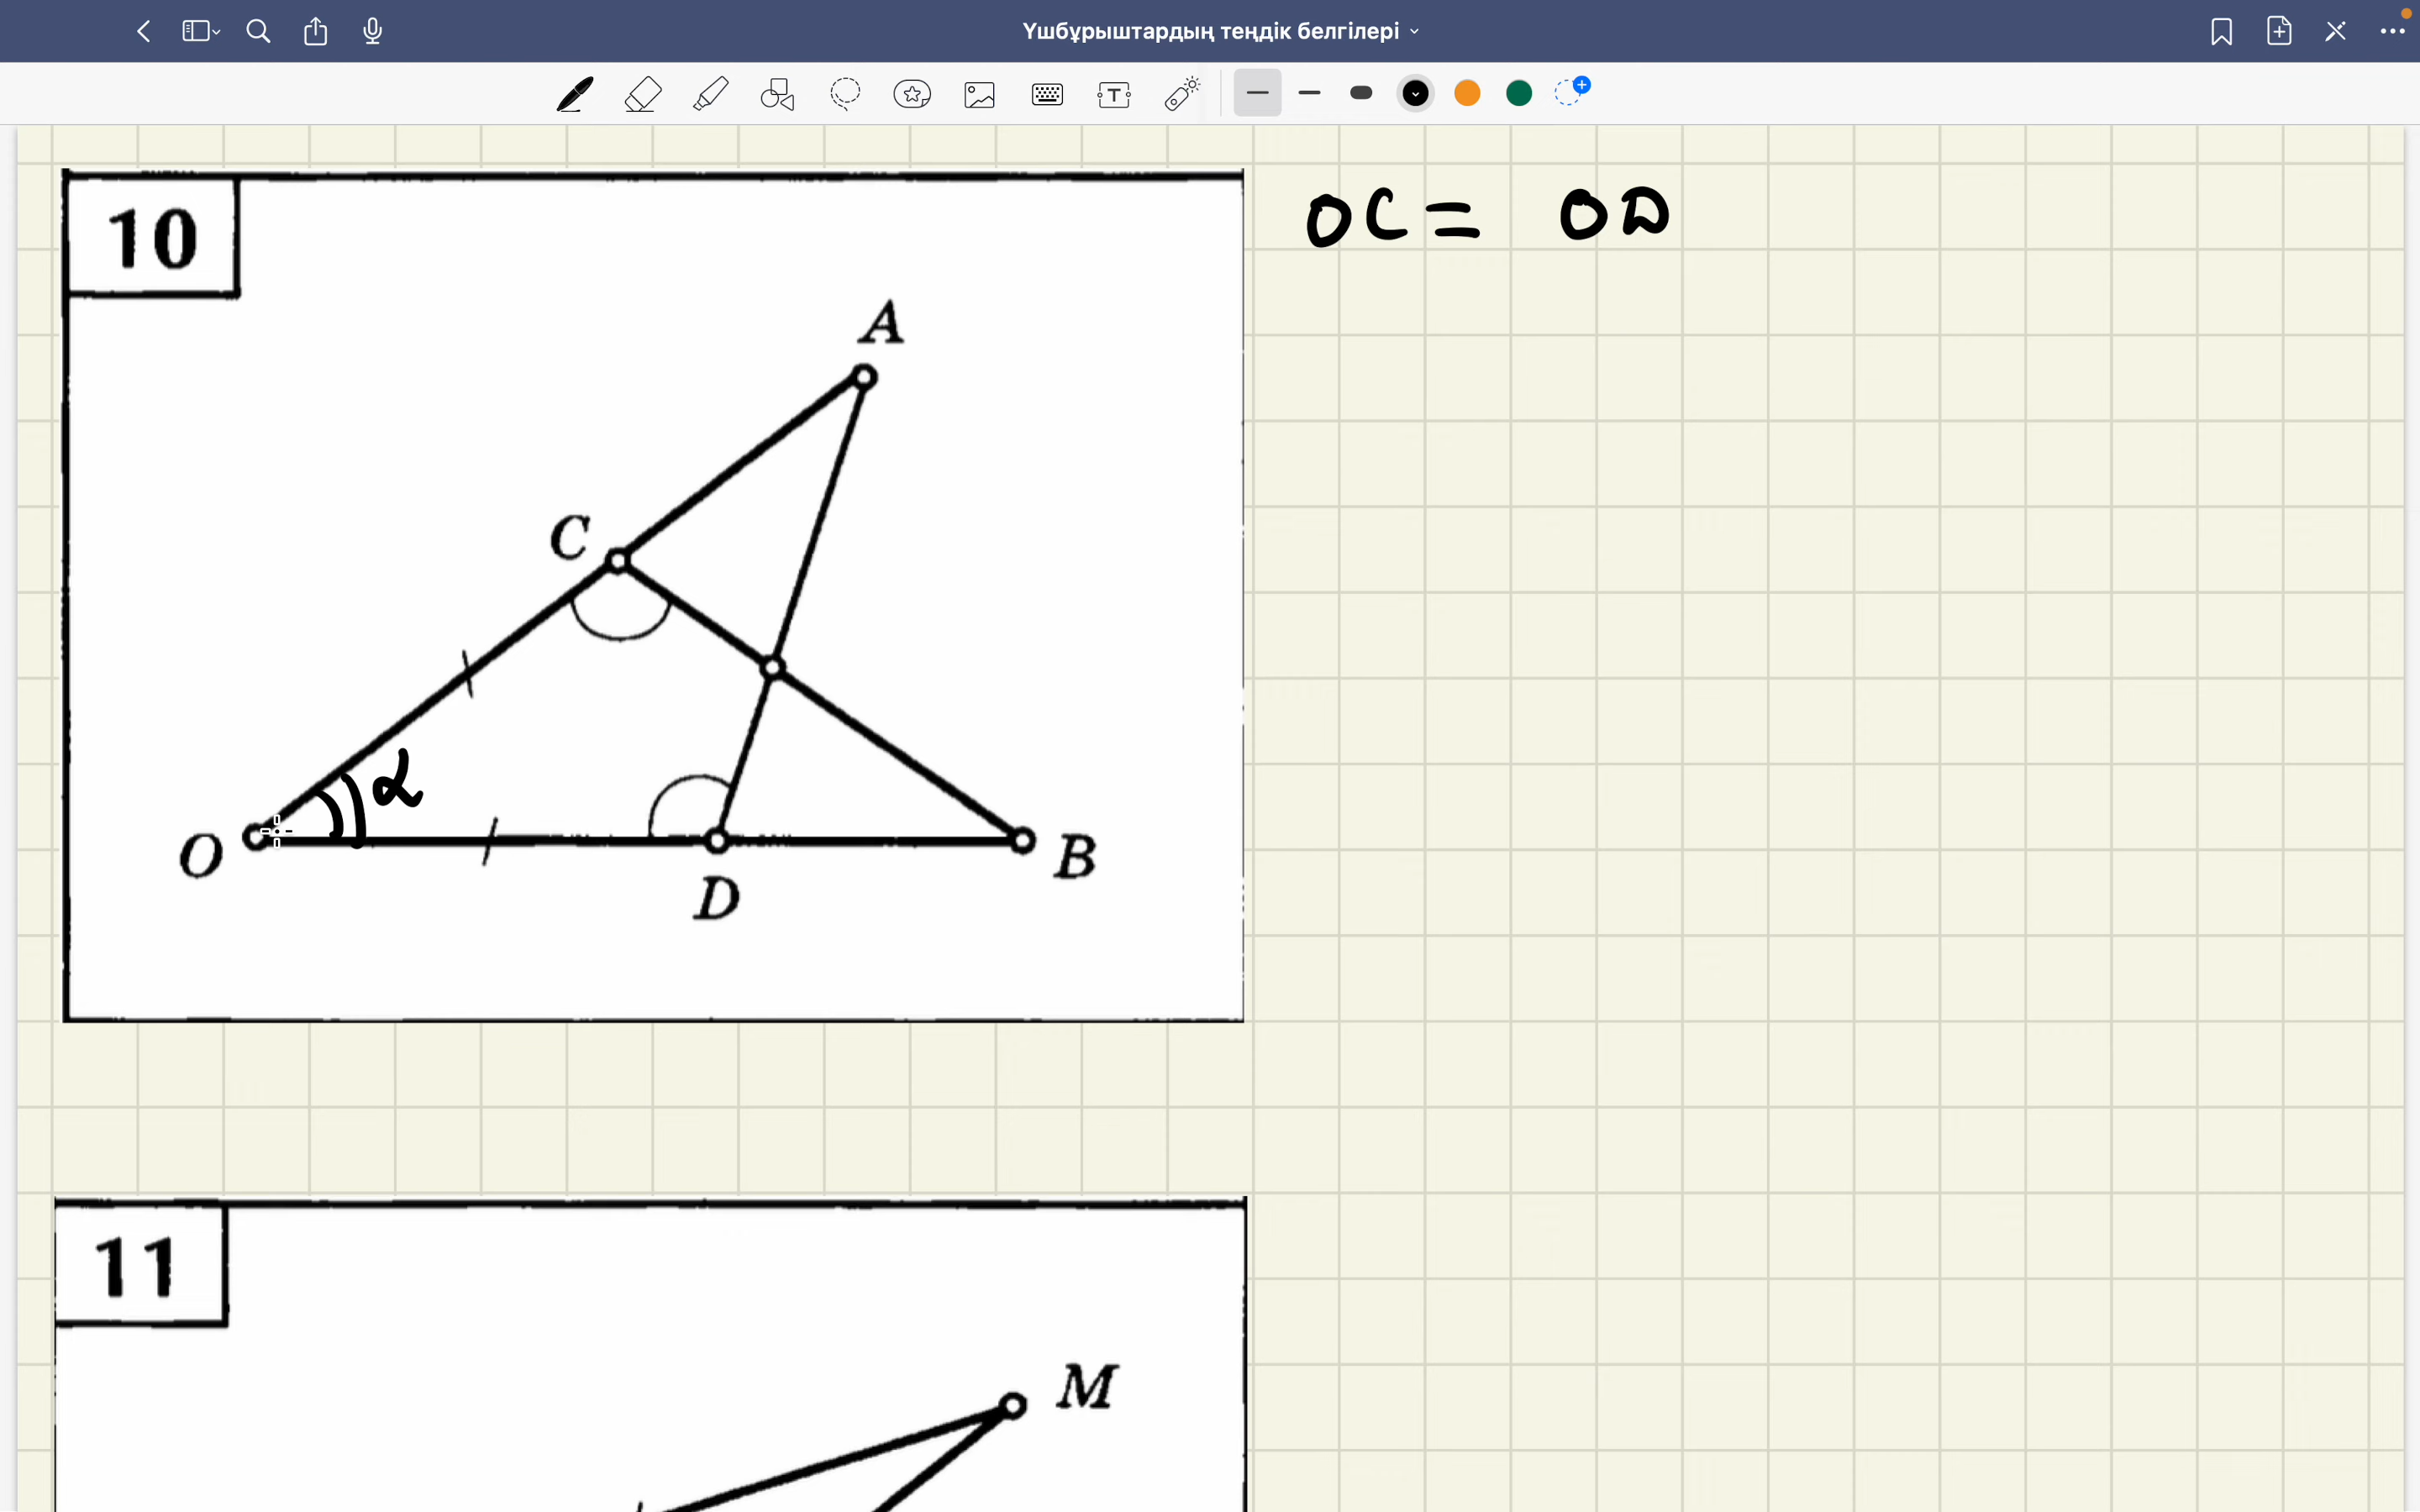 Үшбұрыштардың теңдік белгілері
10
OC = OD
A
C
α
O
D
B
11
M